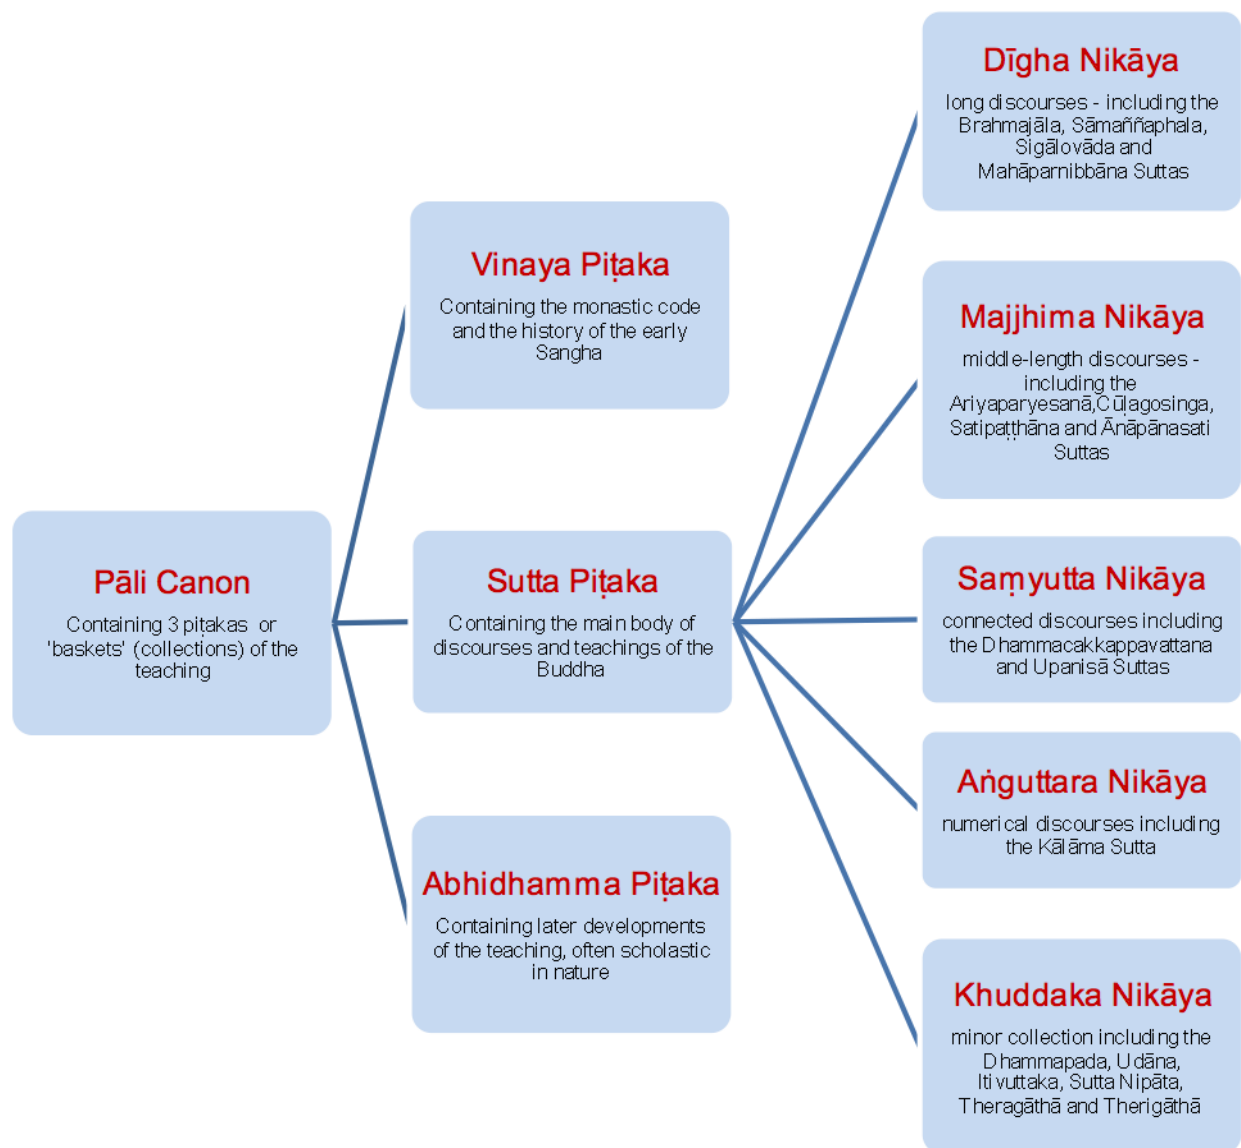 Pāli Canon
Containing 3 piṭakas or
'baskets' (collections) of the
teaching
Vinaya Piṭaka
Containing the monastic code
and the history of the early
Sangha
Sutta Piṭaka
Containing the main body of
discourses and teachings of the
Buddha
Abhidhamma Piṭaka
Containing later developments
of the teaching, often scholastic
in nature
Dīgha Nikāya
long discourses - including the
Brahmajāla, Sāmaññaphala,
Sigālovāda and
Mahāparnibbāna Suttas
Majjhima Nikāya
middle-length discourses -
including the
Ariyaparyesanā,Cūḷagosinga,
Satipaṭṭhāna and Ānāpānasati
Suttas
Saṃyutta Nikāya
connected discourses including
the Dhammacakkappavattana
and Upanisā Suttas
Aṅguttara Nikāya
numerical discourses including
the Kālāma Sutta
Khuddaka Nikāya
minor collection including the
Dhammapada, Udāna,
Itivuttaka, Sutta Nipāta,
Theragāthā and Therigāthā